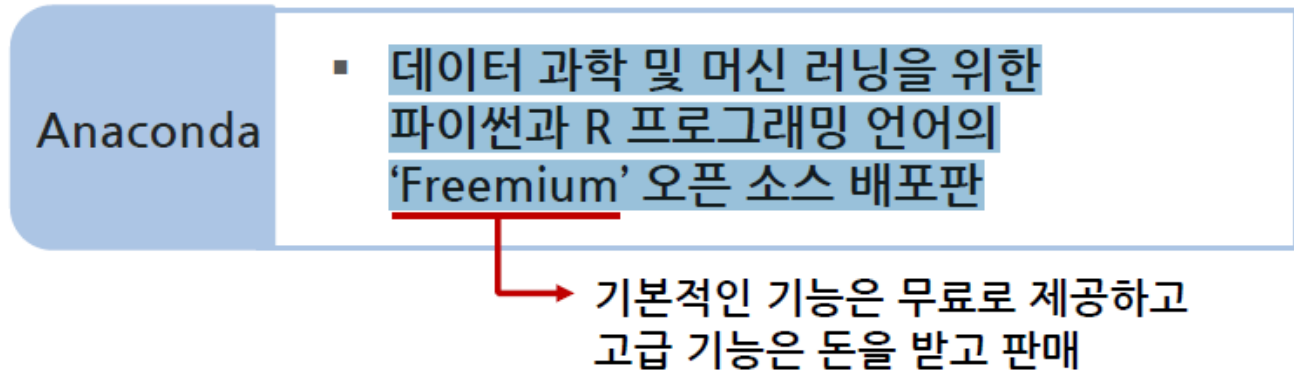 Anaconda
▪ 데이터 과학 및 머신 러닝을 위한
파이썬과 R 프로그래밍 언어의
‘Freemium’ 오픈 소스 배포판
기본적인 기능은 무료로 제공하고
고급 기능은 돈을 받고 판매